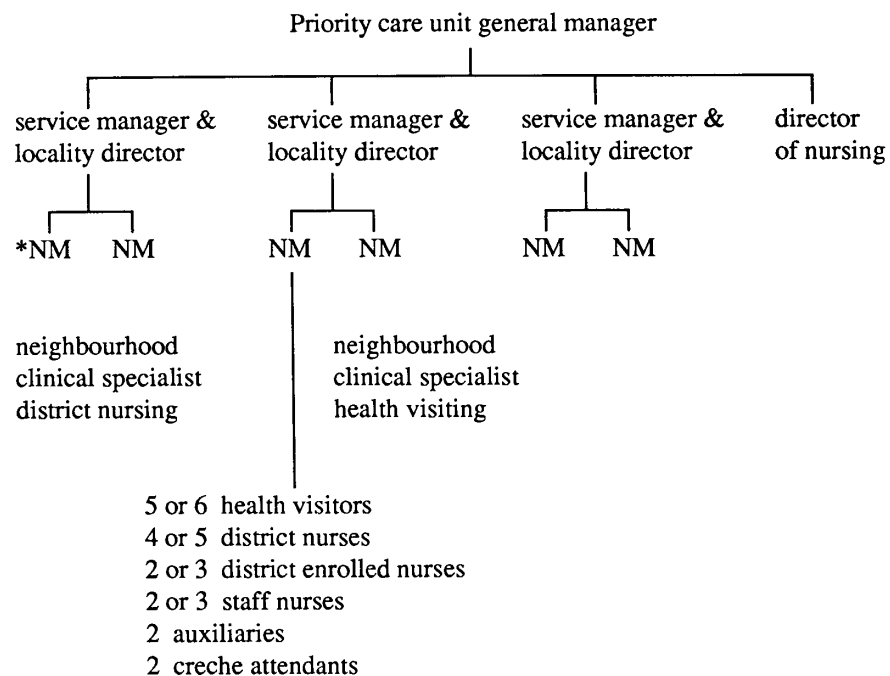 Priority care unit general manager
service manager & locality director
service manager & locality director
service manager & locality director
director of nursing
*NM NM NM NM NM NM
neighbourhood
clinical specialist
district nursing
neighbourhood
clinical specialist
health visiting
5 or 6 health visitors
4 or 5 district nurses
2 or 3 district enrolled nurses
2 or 3 staff nurses
2 auxiliaries
2 creche attendants